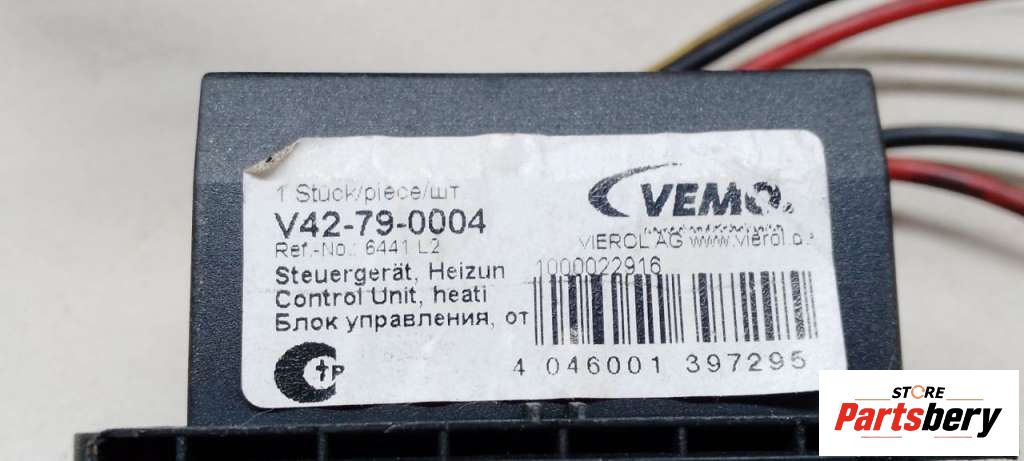 1 Stück/piece/шт
V42-79-0004
Ref.-No.: 6441 L2
Steuergerät, Heizun
Control Unit, heati
Блок управления, от
VEMO.
VIEROL AG www.vierol.d
1000022916
4 046001 397295
STORE
Partsbery